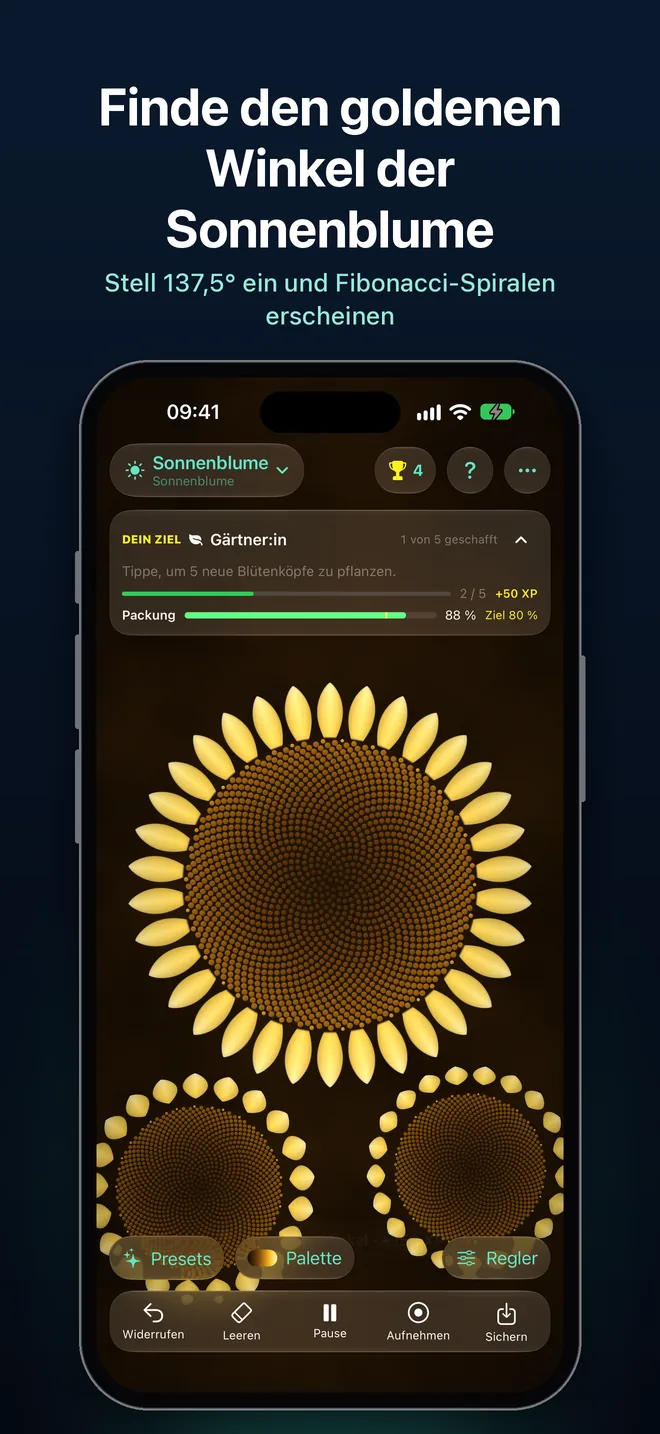 Finde den goldenen
Winkel der
Sonnenblume
Stell 137,5° ein und Fibonacci-Spiralen
erscheinen
09:41
Sonnenblume
Sonnenblume
4
?
DEIN ZIEL Gärtner:in 1 von 5 geschafft
Tippe, um 5 neue Blütenköpfe zu pflanzen.
2 / 5 +50 XP
Packung 88 % Ziel 80 %
Presets Palette Regler
Widerrufen Leeren Pause Aufnehmen Sichern